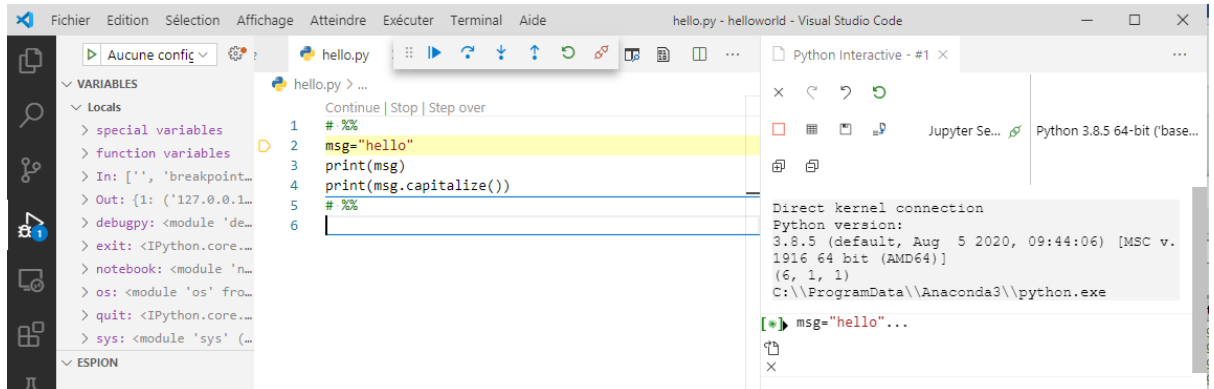 Fichier Edition Sélection Affichage Atteindre Exécuter Terminal Aide hello.py - helloworld - Visual Studio Code
Aucune config
hello.py
VARIABLES
Locals
special variables
function variables
In: ['', 'breakpoint...
Out: {1: ('127.0.0.1...
debugpy: <module 'de...
exit: <IPython.core....
notebook: <module 'n...
os: <module 'os' fro...
quit: <IPython.core....
sys: <module 'sys' (...
ESPION
1
hello.py > ...
Continue | Stop | Step over
1 # %%
2 msg="hello"
3 print(msg)
4 print(msg.capitalize())
5 # %%
6
Python Interactive - #1
Jupyter Se... Python 3.8.5 64-bit ('base...
Direct kernel connection
Python version:
3.8.5 (default, Aug 5 2020, 09:44:06) [MSC v.
1916 64 bit (AMD64)]
(6, 1, 1)
C:\\ProgramData\\Anaconda3\\python.exe
[*] msg="hello"...